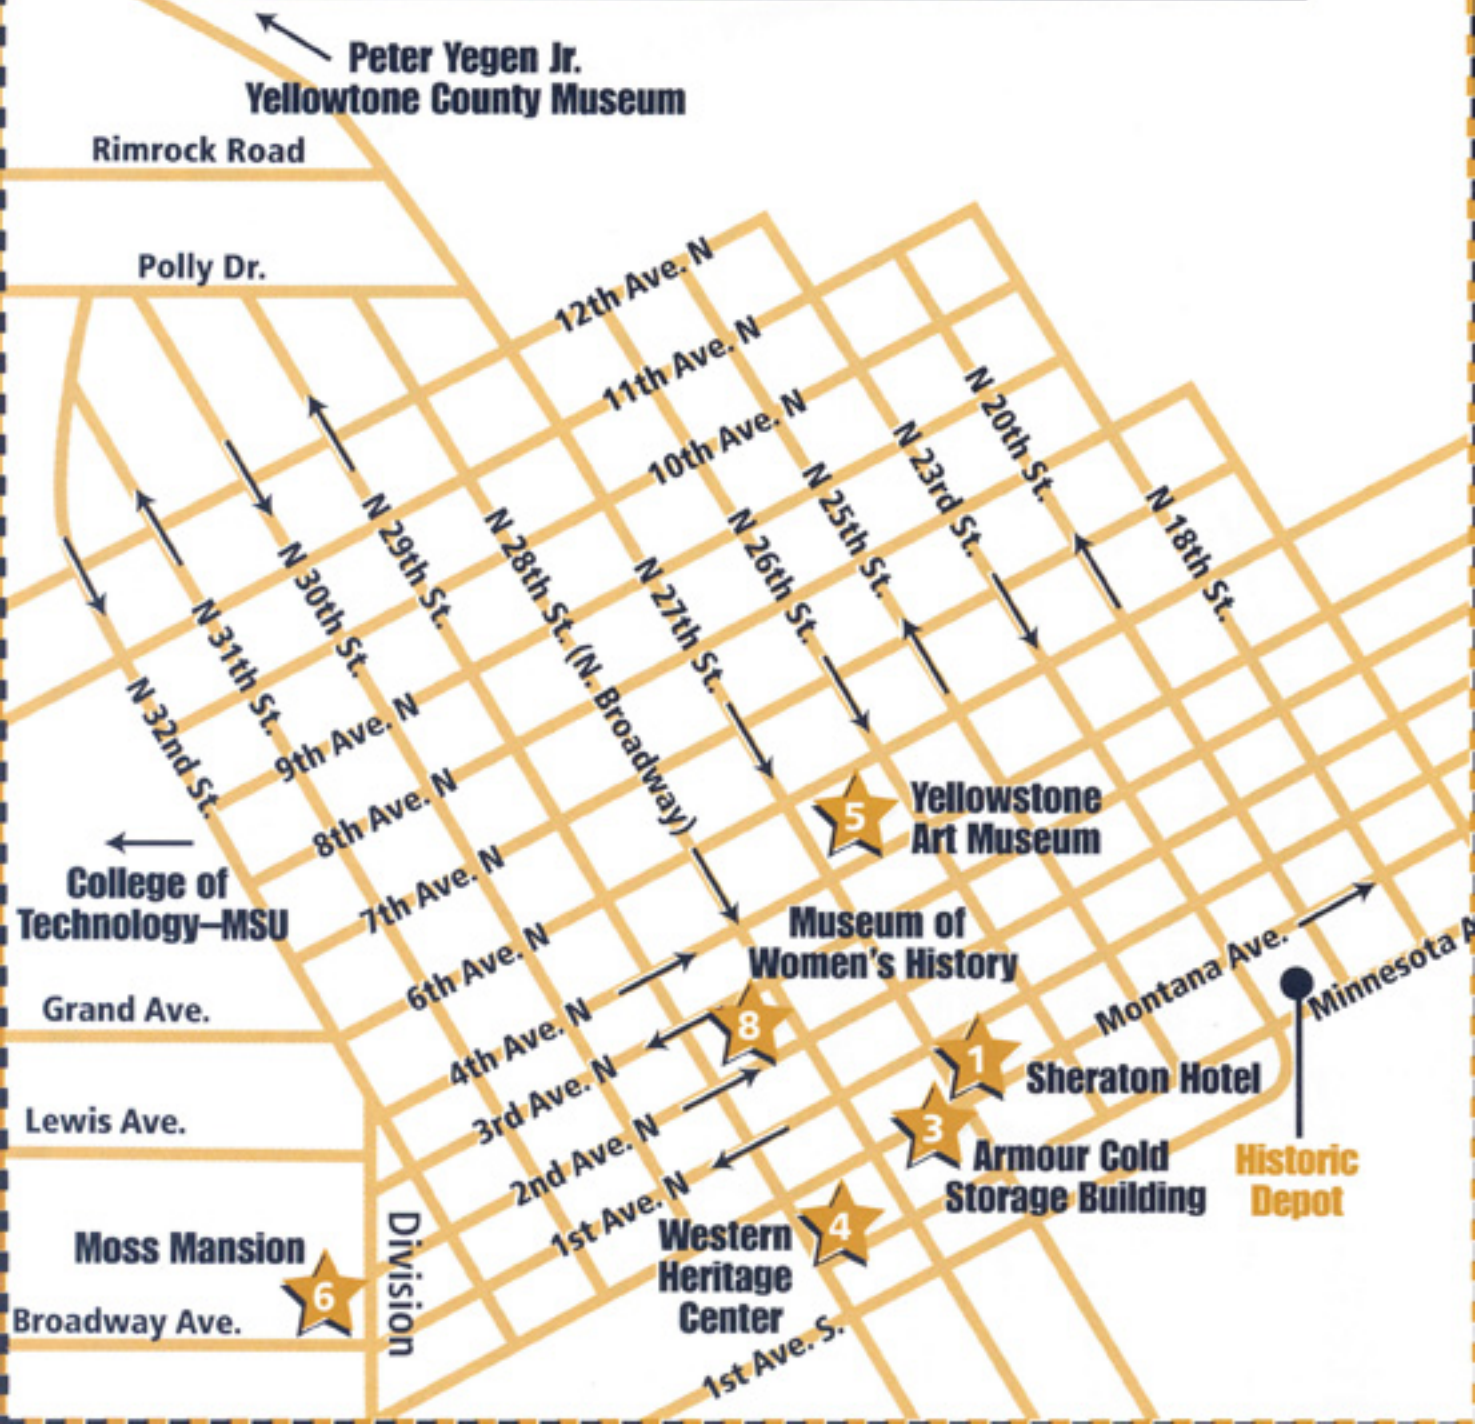 Peter Yegen Jr.
Yellowtone County Museum
Rimrock Road
Polly Dr.
12th Ave. N
11th Ave. N
10th Ave. N
N 20th St.
N 23rd St.
N 25th St.
N 18th St.
N 29th St.
N 28th St. (N. Broadway)
N 26th St.
N 30th St.
N 27th St.
N 31th St.
N 32nd St.
9th Ave. N
8th Ave. N
7th Ave. N
6th Ave. N
5
Yellowstone
Art Museum
College of
Technology–MSU
Museum of
Women's History
8
Grand Ave.
4th Ave. N
3rd Ave. N
2nd Ave. N
1st Ave. N
Montana Ave.
Minnesota A
1
Sheraton Hotel
Lewis Ave.
3
Armour Cold
Storage Building
Historic
Depot
4
Western
Heritage
Center
Moss Mansion
6
Division
Broadway Ave.
1st Ave. S.